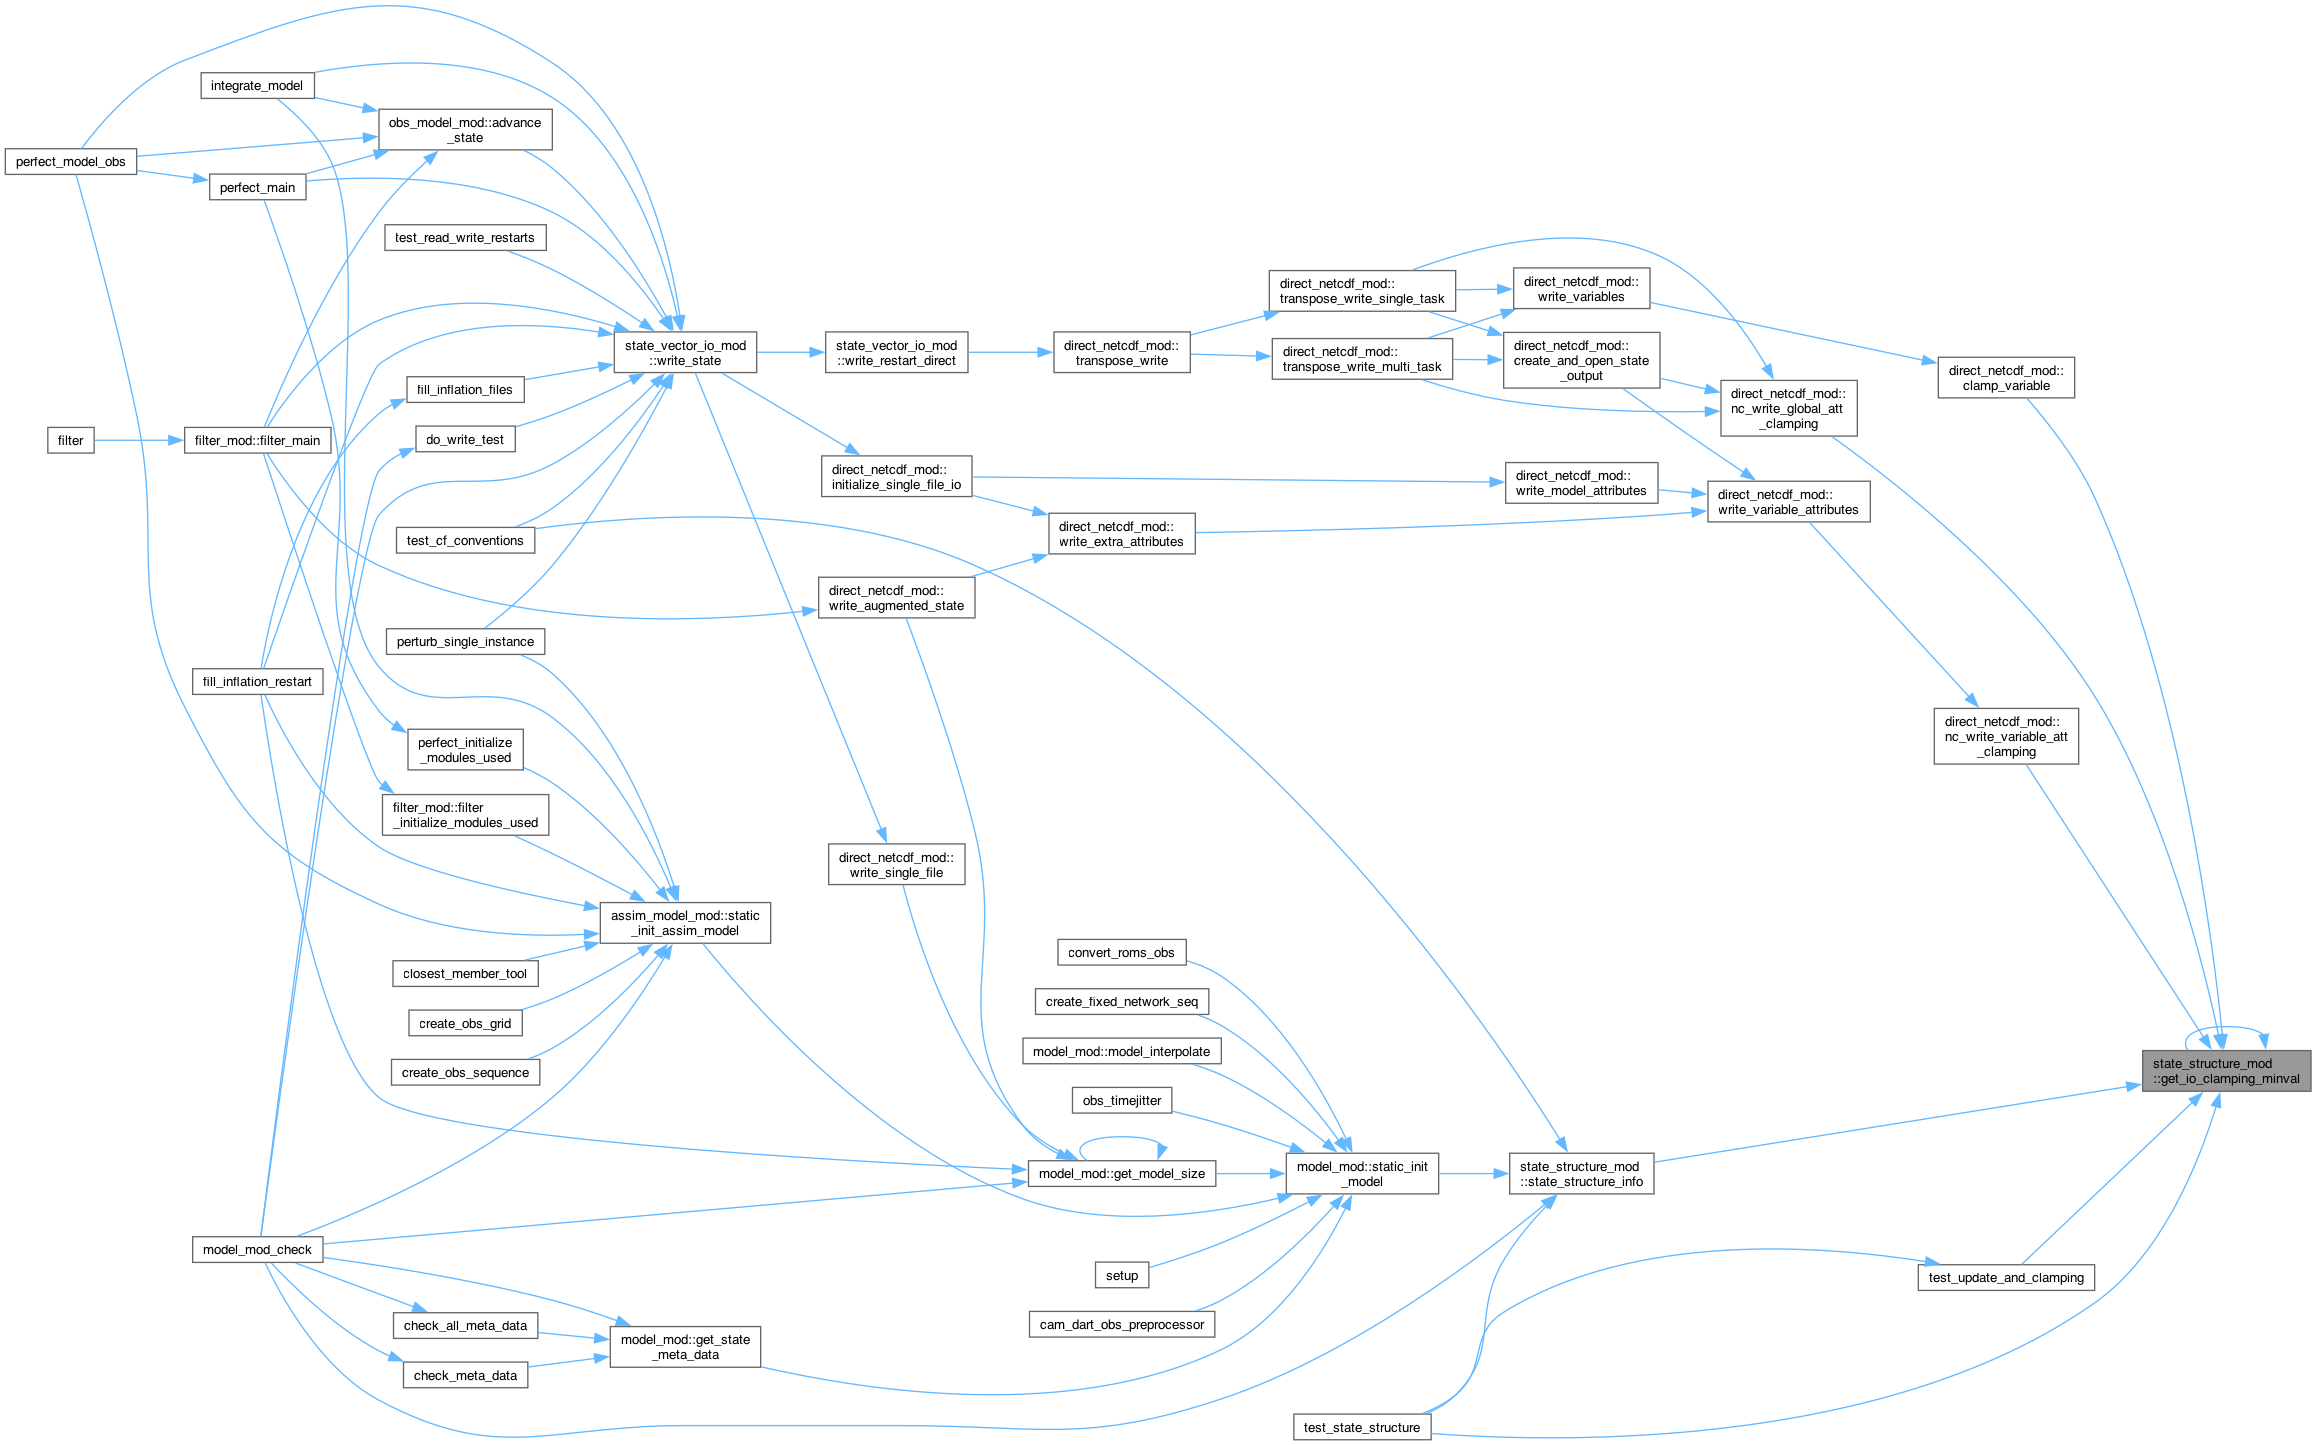 integrate_model
obs_model_mod::advance
_state
perfect_model_obs
perfect_main
test_read_write_restarts
direct_netcdf_mod::
transpose_write_single_task
direct_netcdf_mod::
write_variables
state_vector_io_mod
::write_state
state_vector_io_mod
::write_restart_direct
direct_netcdf_mod::
transpose_write
direct_netcdf_mod::
transpose_write_multi_task
direct_netcdf_mod::
create_and_open_state
_output
direct_netcdf_mod::
clamp_variable
fill_inflation_files
direct_netcdf_mod::
nc_write_global_att
_clamping
filter
filter_mod::filter_main
do_write_test
direct_netcdf_mod::
initialize_single_file_io
direct_netcdf_mod::
write_model_attributes
direct_netcdf_mod::
write_variable_attributes
test_cf_conventions
direct_netcdf_mod::
write_extra_attributes
direct_netcdf_mod::
write_augmented_state
perturb_single_instance
fill_inflation_restart
direct_netcdf_mod::
nc_write_variable_att
_clamping
perfect_initialize
_modules_used
filter_mod::filter
_initialize_modules_used
direct_netcdf_mod::
write_single_file
assim_model_mod::static
_init_assim_model
convert_roms_obs
closest_member_tool
create_fixed_network_seq
create_obs_grid
model_mod::model_interpolate
create_obs_sequence
state_structure_mod
::get_io_clamping_minval
obs_timejitter
model_mod::get_model_size
model_mod::static_init
_model
state_structure_mod
::state_structure_info
model_mod_check
setup
test_update_and_clamping
check_all_meta_data
cam_dart_obs_preprocessor
model_mod::get_state
_meta_data
check_meta_data
test_state_structure